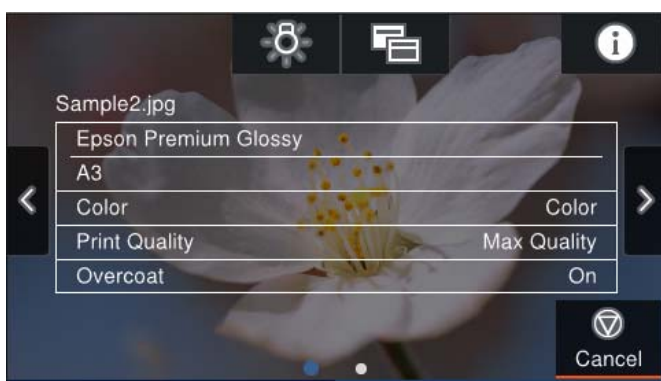 Sample2.jpg
Epson Premium Glossy
A3
Color Color
Print Quality Max Quality
Overcoat On
Cancel